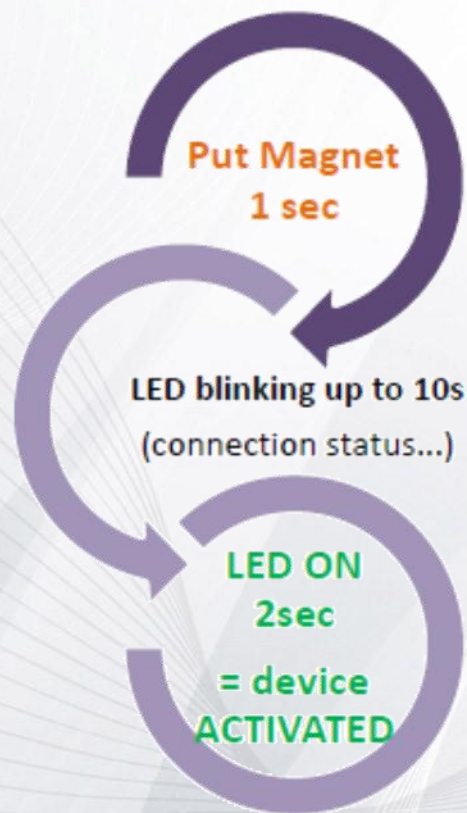 Put Magnet
1 sec
LED blinking up to 10s
(connection status...)
LED ON
2sec
= device
ACTIVATED